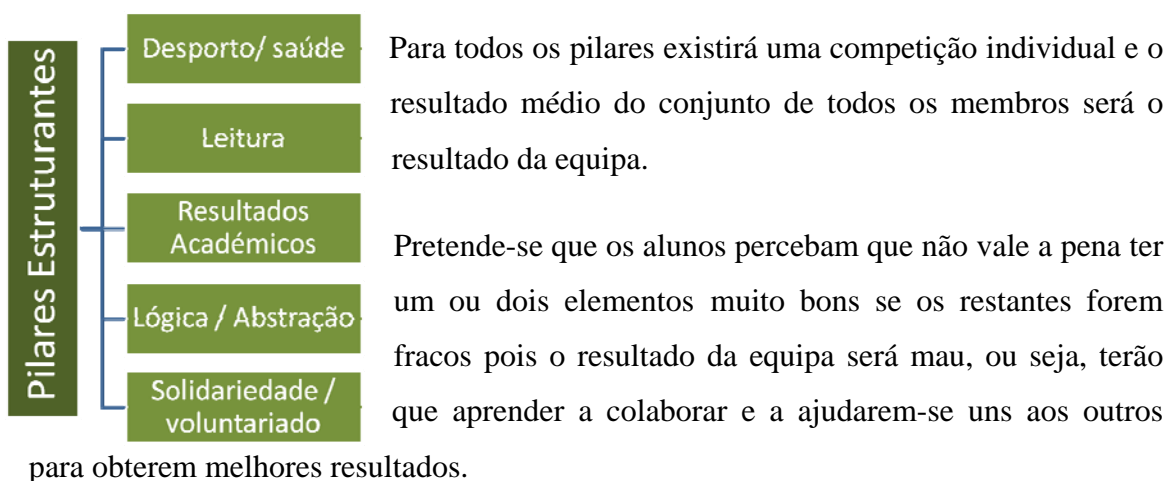 Pilares Estruturantes
Desporto/ saúde
Leitura
Resultados
Académicos
Lógica / Abstração
Solidariedade /
voluntariado
Para todos os pilares existirá uma competição individual e o
resultado médio do conjunto de todos os membros será o
resultado da equipa.
Pretende-se que os alunos percebam que não vale a pena ter
um ou dois elementos muito bons se os restantes forem
fracos pois o resultado da equipa será mau, ou seja, terão
que aprender a colaborar e a ajudarem-se uns aos outros
para obterem melhores resultados.